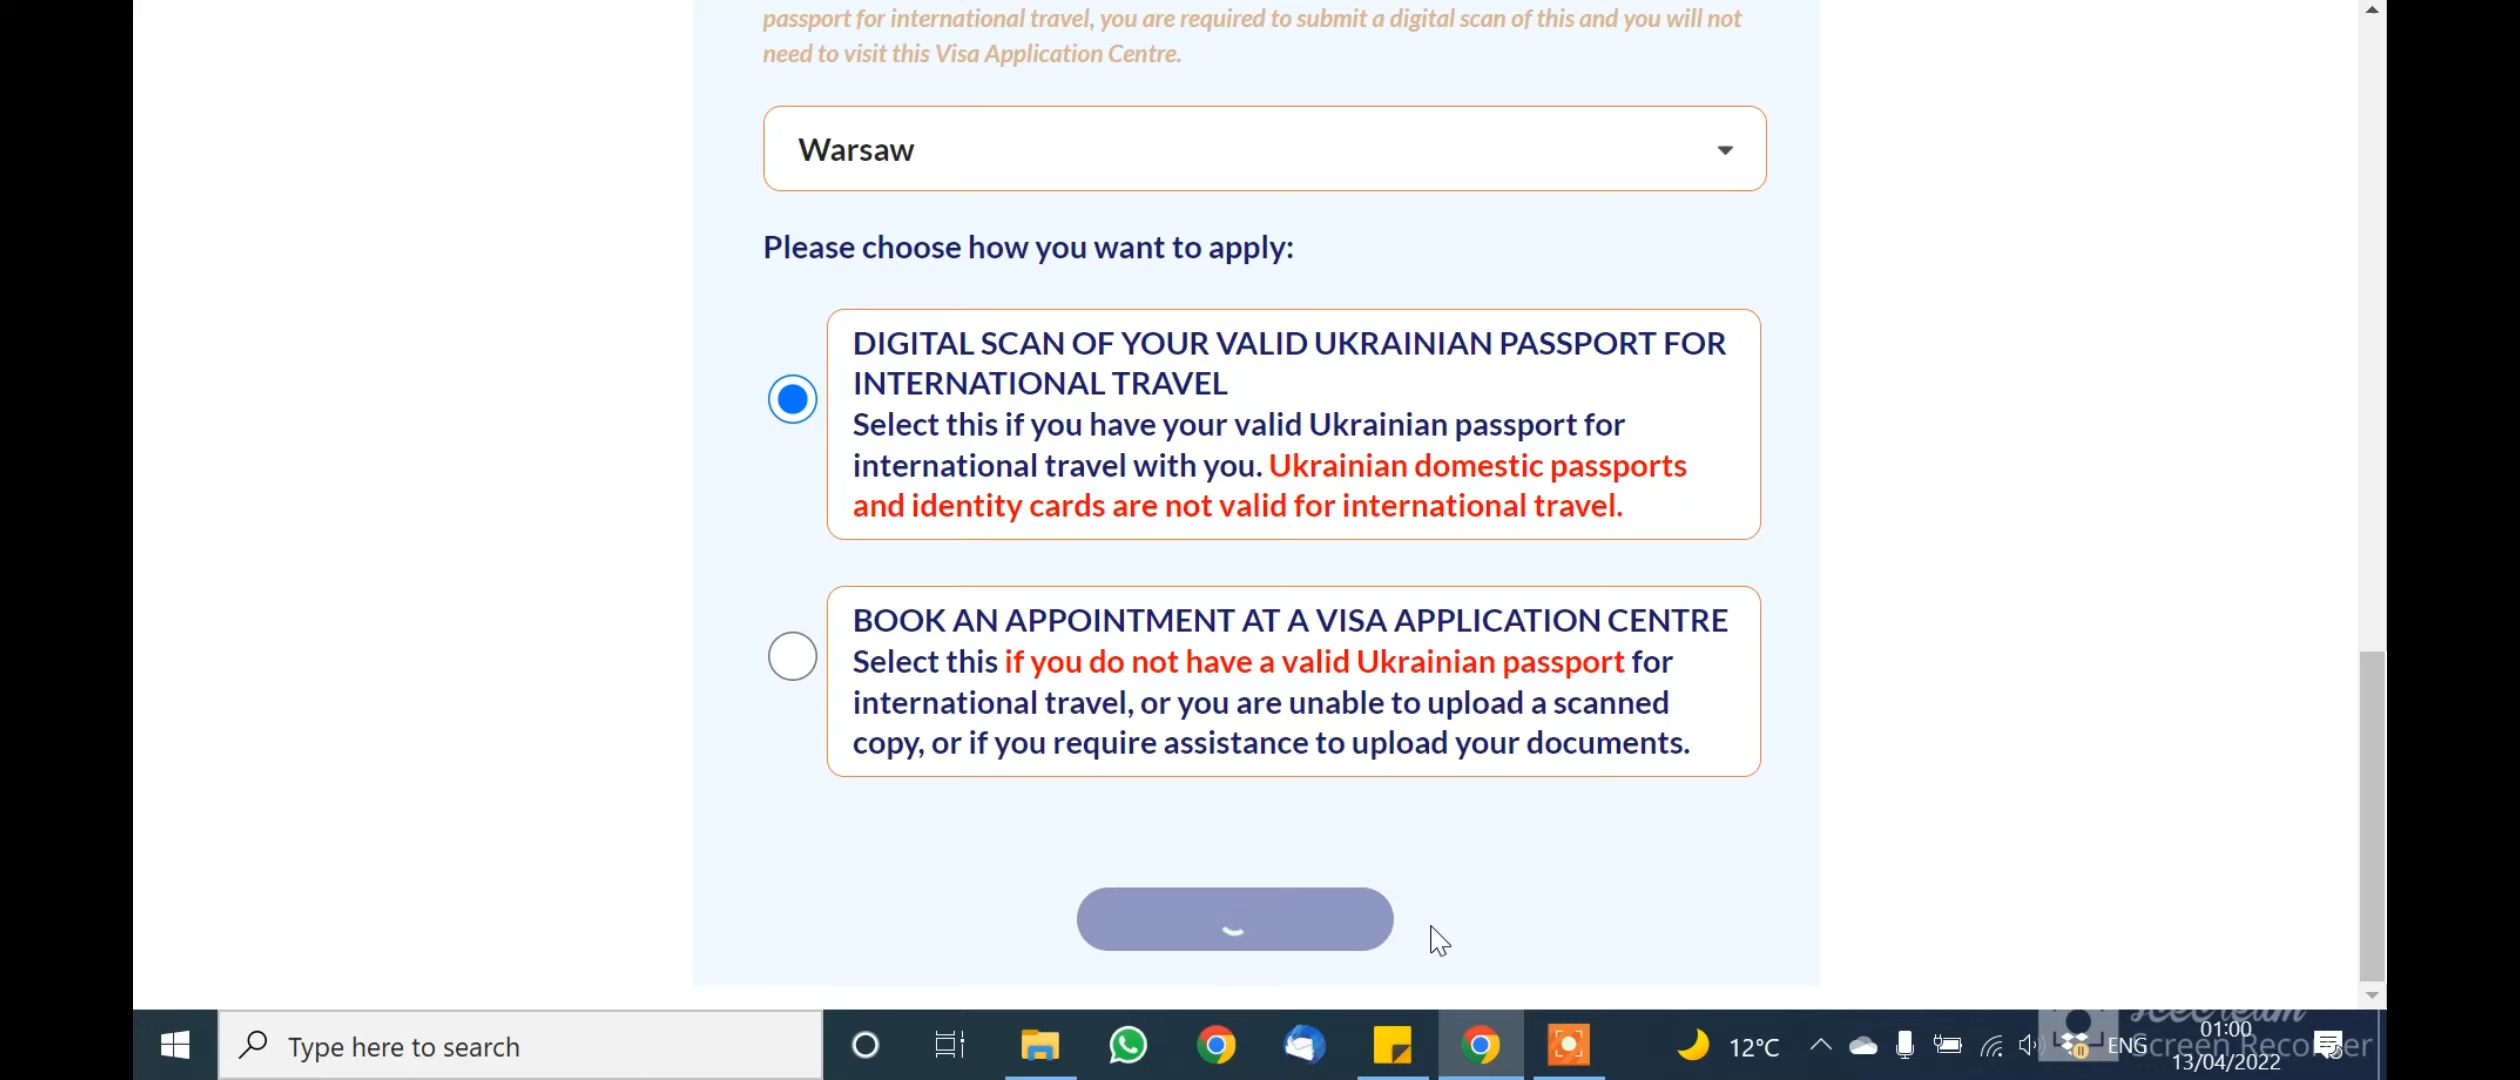 passport for international travel, you are required to submit a digital scan of this and you will not
need to visit this Visa Application Centre.
Warsaw
Please choose how you want to apply:
DIGITAL SCAN OF YOUR VALID UKRAINIAN PASSPORT FOR
INTERNATIONAL TRAVEL
Select this if you have your valid Ukrainian passport for
international travel with you. Ukrainian domestic passports
and identity cards are not valid for international travel.
BOOK AN APPOINTMENT AT A VISA APPLICATION CENTRE
Select this if you do not have a valid Ukrainian passport for
international travel, or you are unable to upload a scanned
copy, or if you require assistance to upload your documents.
Type here to search
12°C
ENG
01:00
13/04/2022
Icecream
Screen Recorder